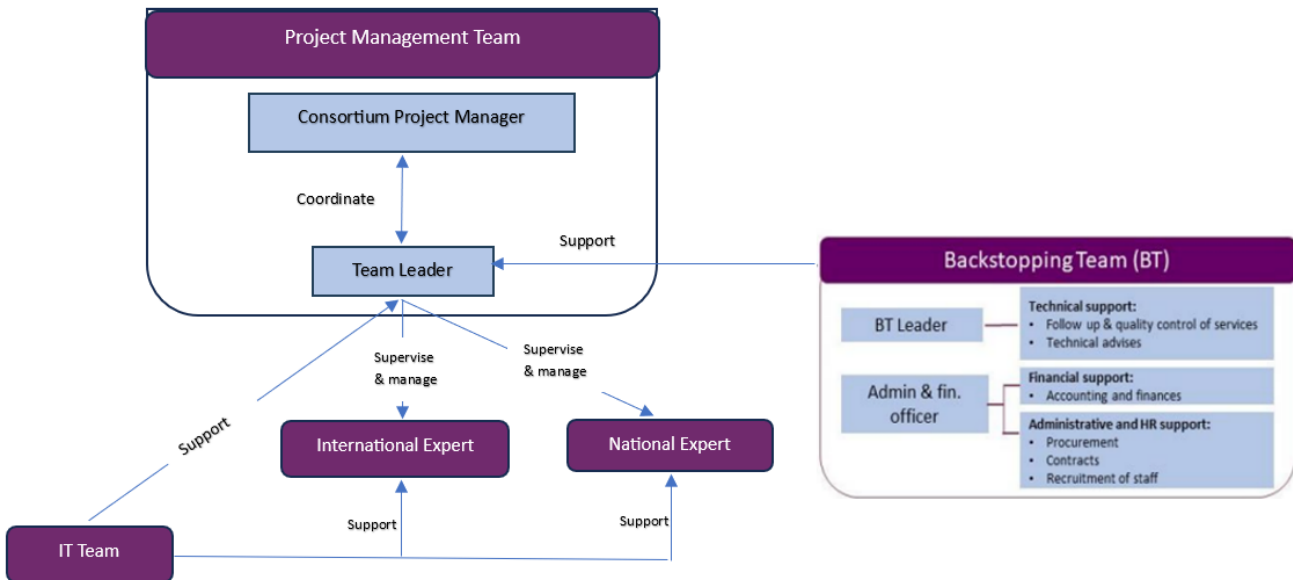 Project Management Team
Consortium Project Manager
Coordinate
Team Leader
Support
Supervise
& manage
Supervise
& manage
Support
International Expert
National Expert
Support
Support
IT Team
Backstopping Team (BT)
BT Leader
Technical support:
• Follow up & quality control of services
• Technical advises
Admin & fin.
officer
Financial support:
• Accounting and finances
Administrative and HR support:
• Procurement
• Contracts
• Recruitment of staff